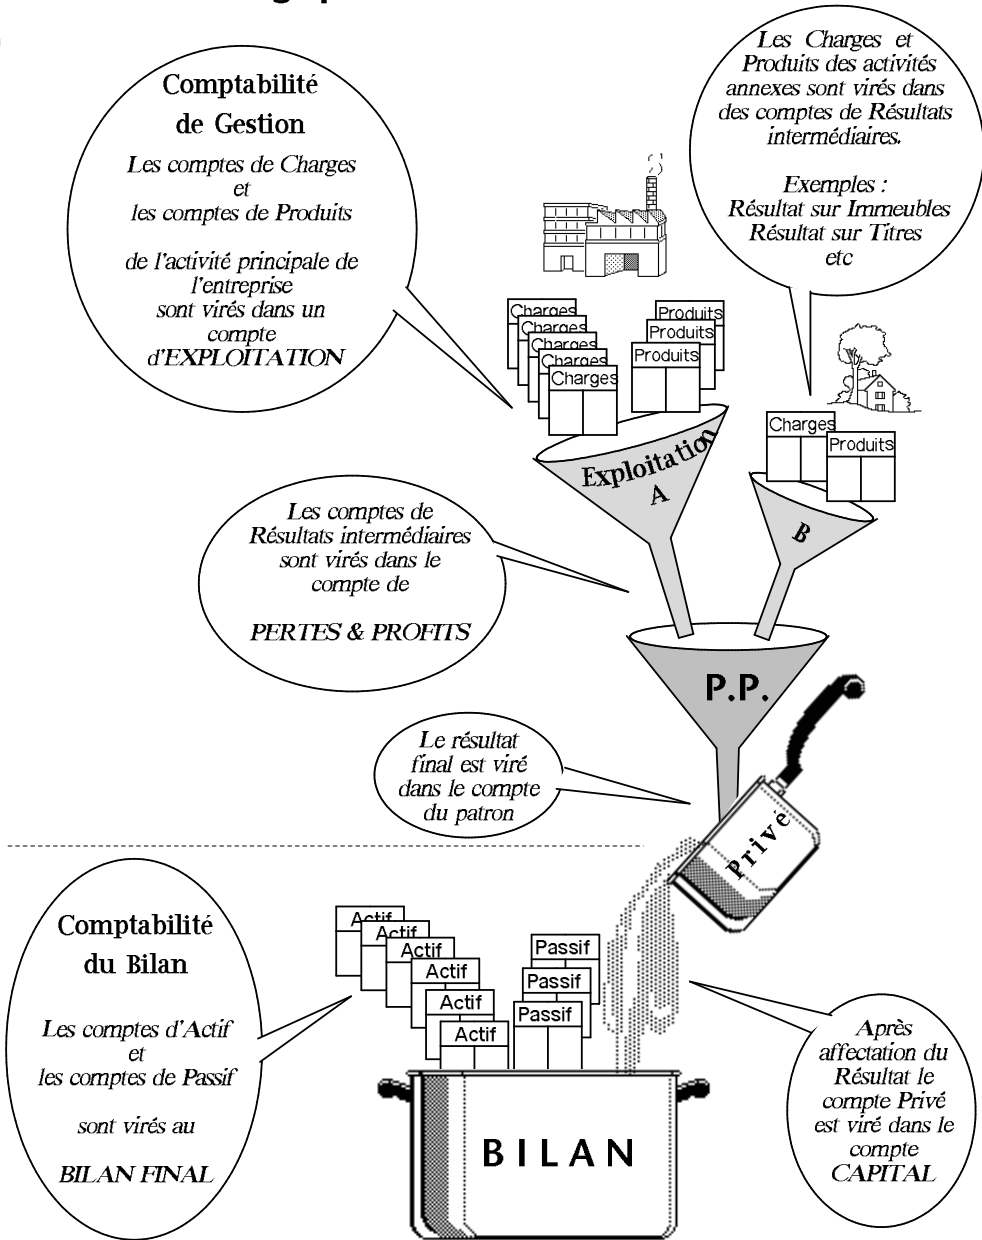 Comptabilité
de Gestion
Les comptes de Charges
et
les comptes de Produits
de l'activité principale de
l'entreprise
sont virés dans un
compte
d'EXPLOITATION
Les Charges et
Produits des activités
annexes sont virés dans
des comptes de Résultats
intermédiaires.
Exemples :
Résultat sur Immeubles
Résultat sur Titres
etc
Charges
Charges
Charges
Charges
Charges
Produits
Produits
Produits
Charges
Produits
Exploitation
A
B
Les comptes de
Résultats intermédiaires
sont virés dans le
compte de
PERTES & PROFITS
P.P.
Le résultat
final est viré
dans le compte
du patron
Privé
Comptabilité
du Bilan
Les comptes d'Actif
et
les comptes de Passif
sont virés au
BILAN FINAL
Actif
Actif
Actif
Actif
Actif
Actif
Passif
Passif
Passif
BILAN
Après
affectation du
Résultat le
compte Privé
est viré dans le
compte
CAPITAL